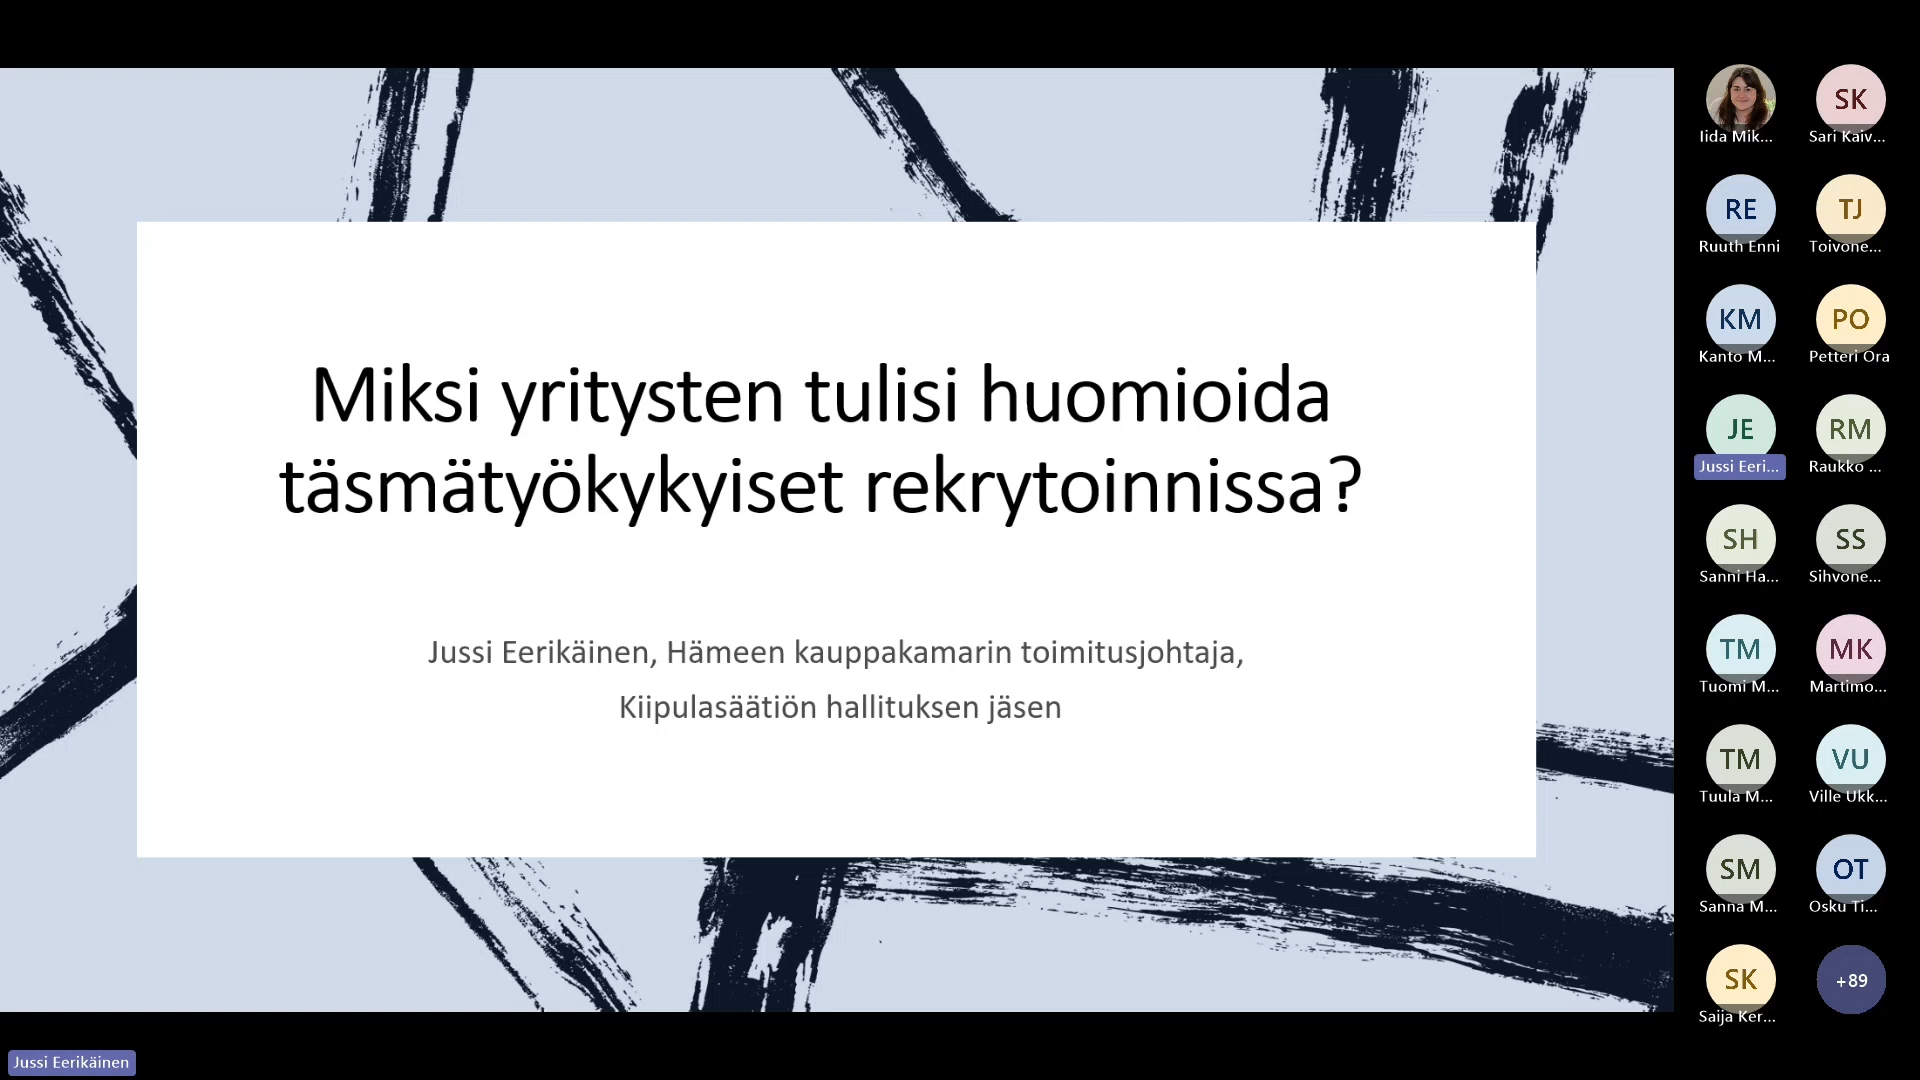 Miksi yritysten tulisi huomioida
täsmätyökykyiset rekrytoinnissa?
Jussi Eerikäinen, Hämeen kauppakamarin toimitusjohtaja,
Kiipulasäätiön hallituksen jäsen
Iida Mik...
SK
Sari Kaiv...
RE
Ruuth Enni
TJ
Toivone...
KM
Kanto M...
PO
Petteri Ora
JE
Jussi Eeri...
RM
Raukko ...
SH
Sanni Ha...
SS
Sihvone...
TM
Tuomi M...
MK
Martimo...
TM
Tuula M...
VU
Ville Ukk...
SM
Sanna M...
OT
Osku Ti...
SK
Saija Ker...
+89
Jussi Eerikäinen